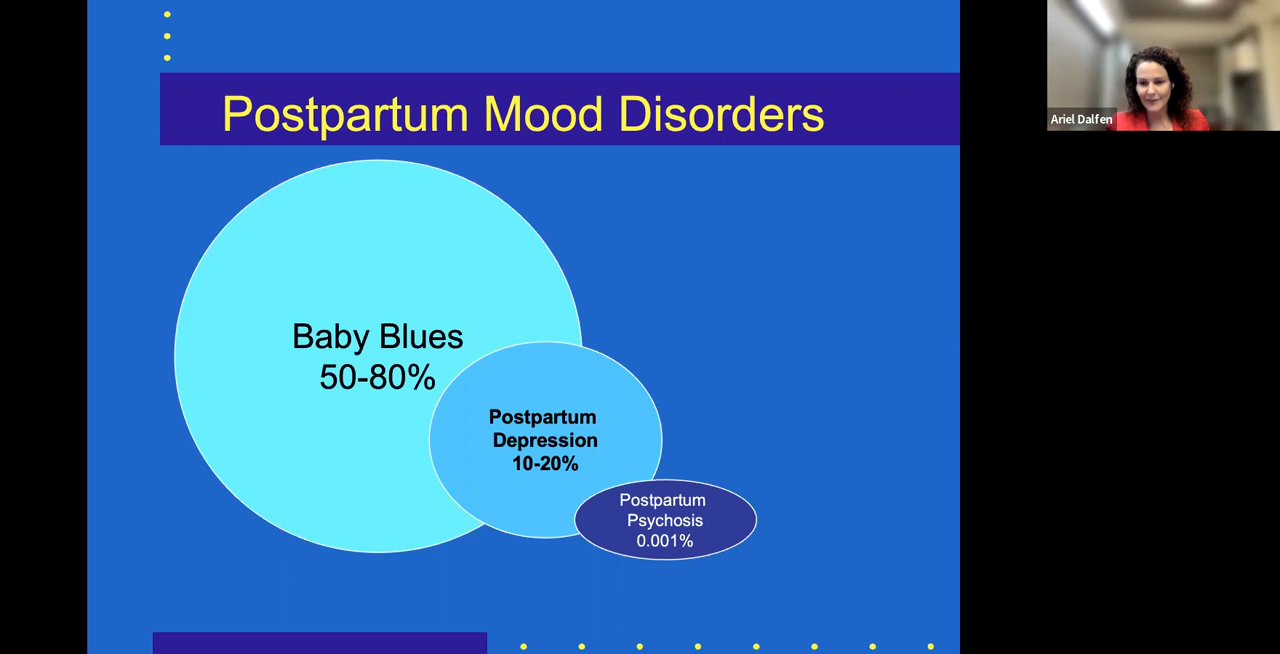 Postpartum Mood Disorders
Ariel Dalfen
Baby Blues
50-80%
Postpartum
Depression
10-20%
Postpartum
Psychosis
0.001%